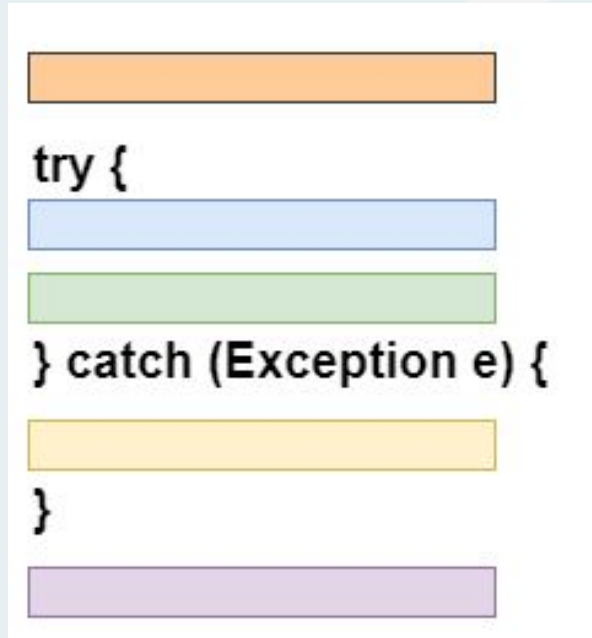 try {
} catch (Exception e) {
}